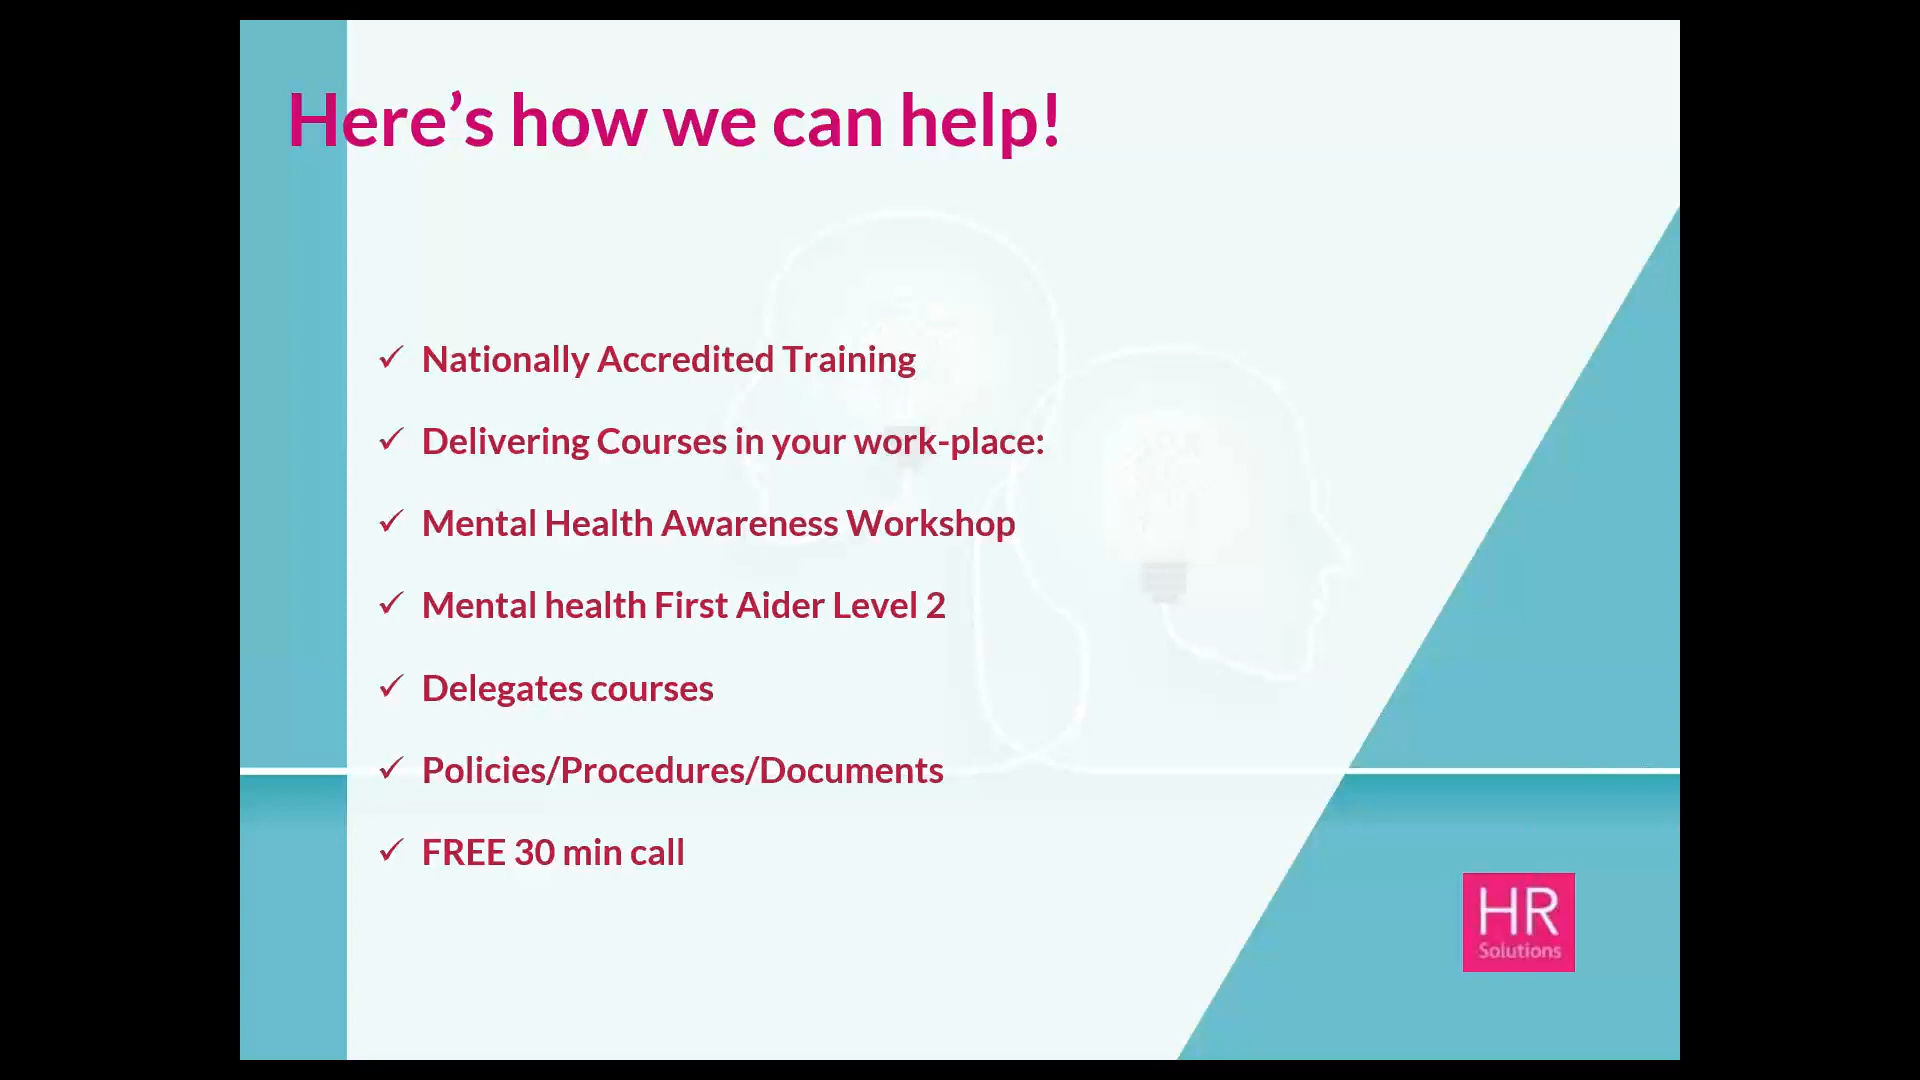 Here’s how we can help!
✓ Nationally Accredited Training
✓ Delivering Courses in your work-place:
✓ Mental Health Awareness Workshop
✓ Mental health First Aider Level 2
✓ Delegates courses
✓ Policies/Procedures/Documents
✓ FREE 30 min call
HR
Solutions